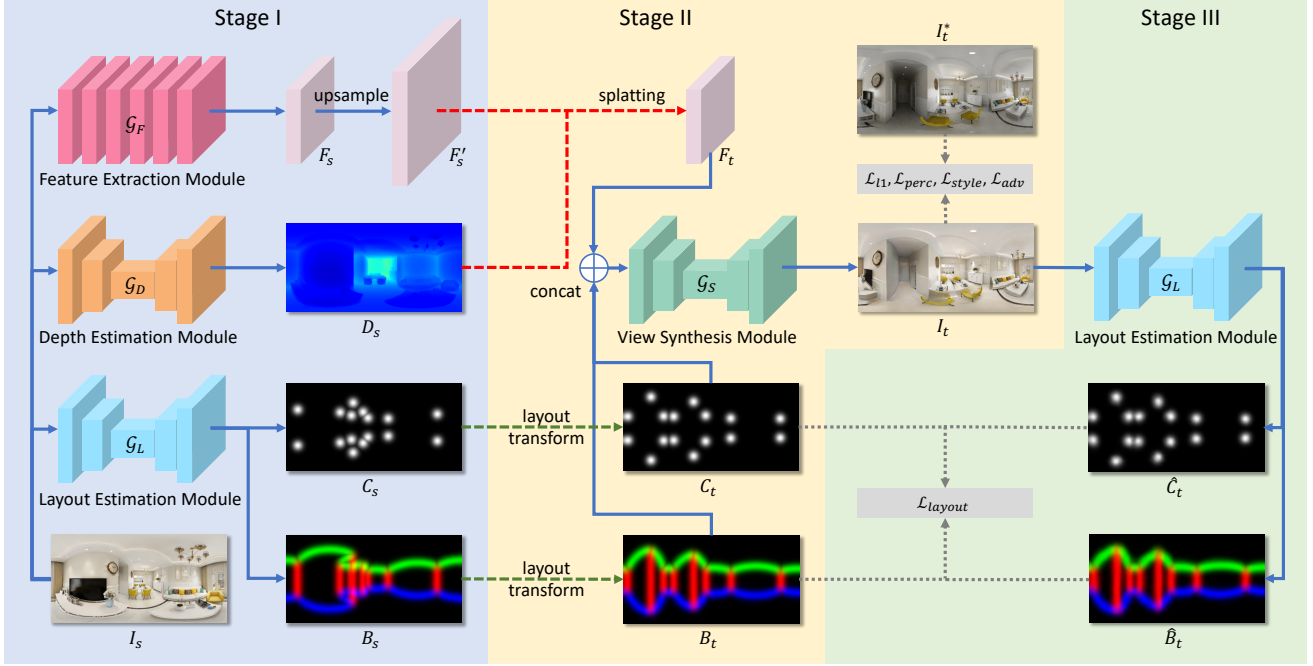 Stage I
Stage II
Stage III
𝒢_F
Feature Extraction Module
F_s
upsample
F_s′
splatting
F_t
I_t^*
ℒ_l1, ℒ_perc, ℒ_style, ℒ_adv
𝒢_D
Depth Estimation Module
D_s
concat
𝒢_S
View Synthesis Module
I_t
𝒢_L
Layout Estimation Module
𝒢_L
Layout Estimation Module
C_s
layout
transform
C_t
Ĉ_t
ℒ_layout
I_s
B_s
layout
transform
B_t
B̂_t